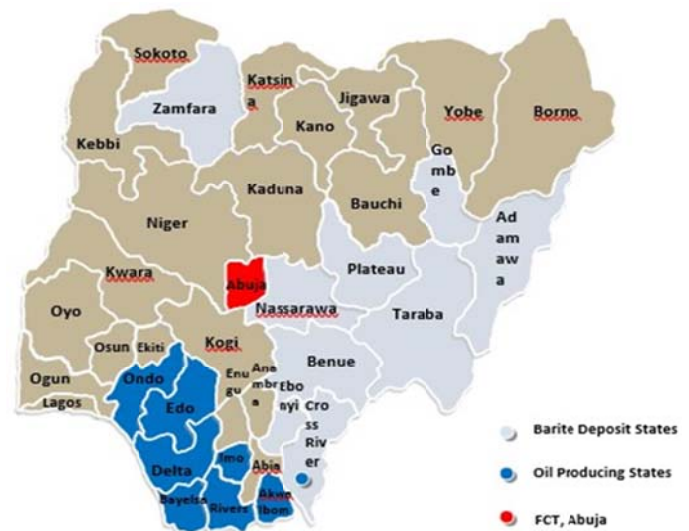 Sokoto
Katsin
a
Zamfara
Jigawa
Yobe
Borno
Kano
Kebbi
Go
mb
e
Kaduna
Bauchi
Niger
Ad
am
aw
a
Kwara
Abuja
Plateau
Nassarawa
Taraba
Oyo
Osun
Ekiti
Kogi
Benue
Enu
gu
Ana
mbr
a
Ebo
nyi
Cro
ss
Riv
er
Ogun
Lagos
Ondo
Edo
Delta
Imo
Abia
Bayelsa
Rivers
Akwa
Ibom
Barite Deposit States
Oil Producing States
FCT, Abuja